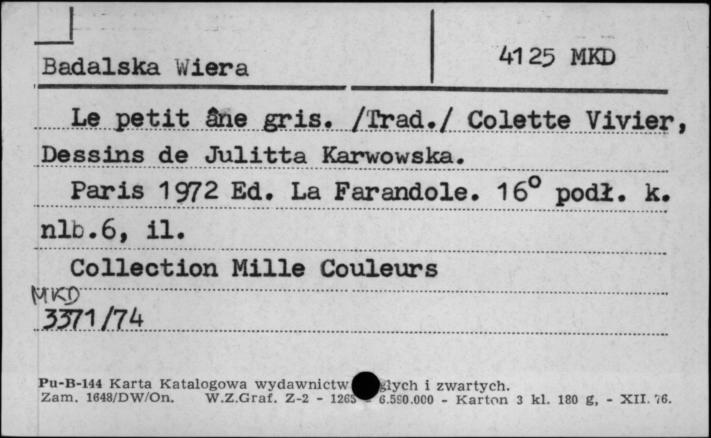 Badalska Wiera
4125 MKD
Le petit âne gris. /Trad./ Colette Vivier,
Dessins de Julitta Karwowska.
Paris 1972 Ed. La Farandole. 16° podł. k.
nlb.6, il.
Collection Mille Couleurs
MKD
3371/74
Pu-B-144 Karta Katalogowa wydawnictw głych i zwartych.
Zam. 1648/DW/On. W.Z.Graf. Z-2 - 6.590.000 - Karton 3 kl. 180 g, - XII. 76.